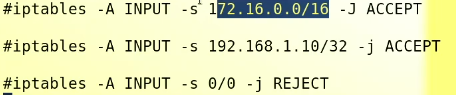 #iptables -A INPUT -s 172.16.0.0/16 -J ACCEPT
#iptables -A INPUT -s 192.168.1.10/32 -j ACCEPT
#iptables -A INPUT -s 0/0 -j REJECT